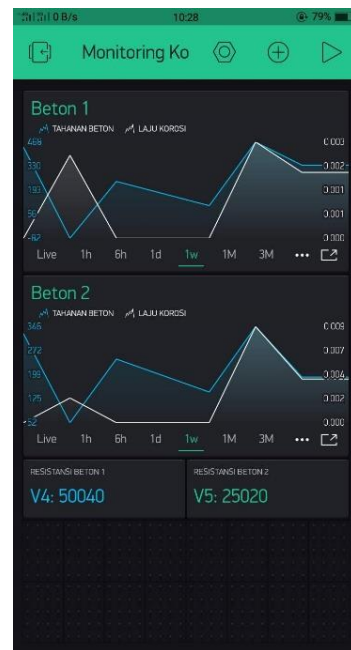 0 B/s 10:28 79%
Monitoring Ko
Beton 1
TAHANAN BETON LAJU KOROSI
468 0.003
330 0.002
193 0.001
56 0.001
-82 0.000
Live 1h 6h 1d 1w 1M 3M ...
Beton 2
TAHANAN BETON LAJU KOROSI
346 0.009
272 0.007
199 0.004
125 0.002
52 0.000
Live 1h 6h 1d 1w 1M 3M ...
RESISTANSI BETON 1 RESISTANSI BETON 2
V4: 50040 V5: 25020